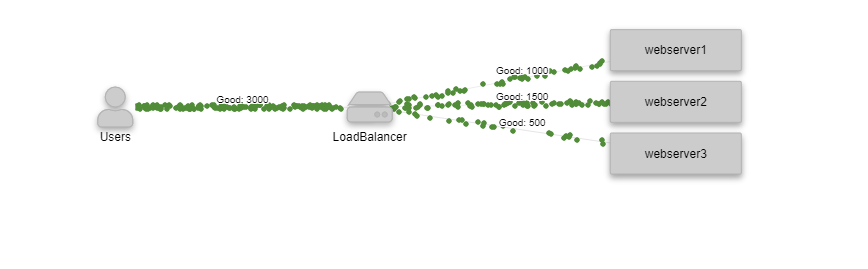 Users
Good: 3000
LoadBalancer
Good: 1000
Good: 1500
Good: 500
webserver1
webserver2
webserver3